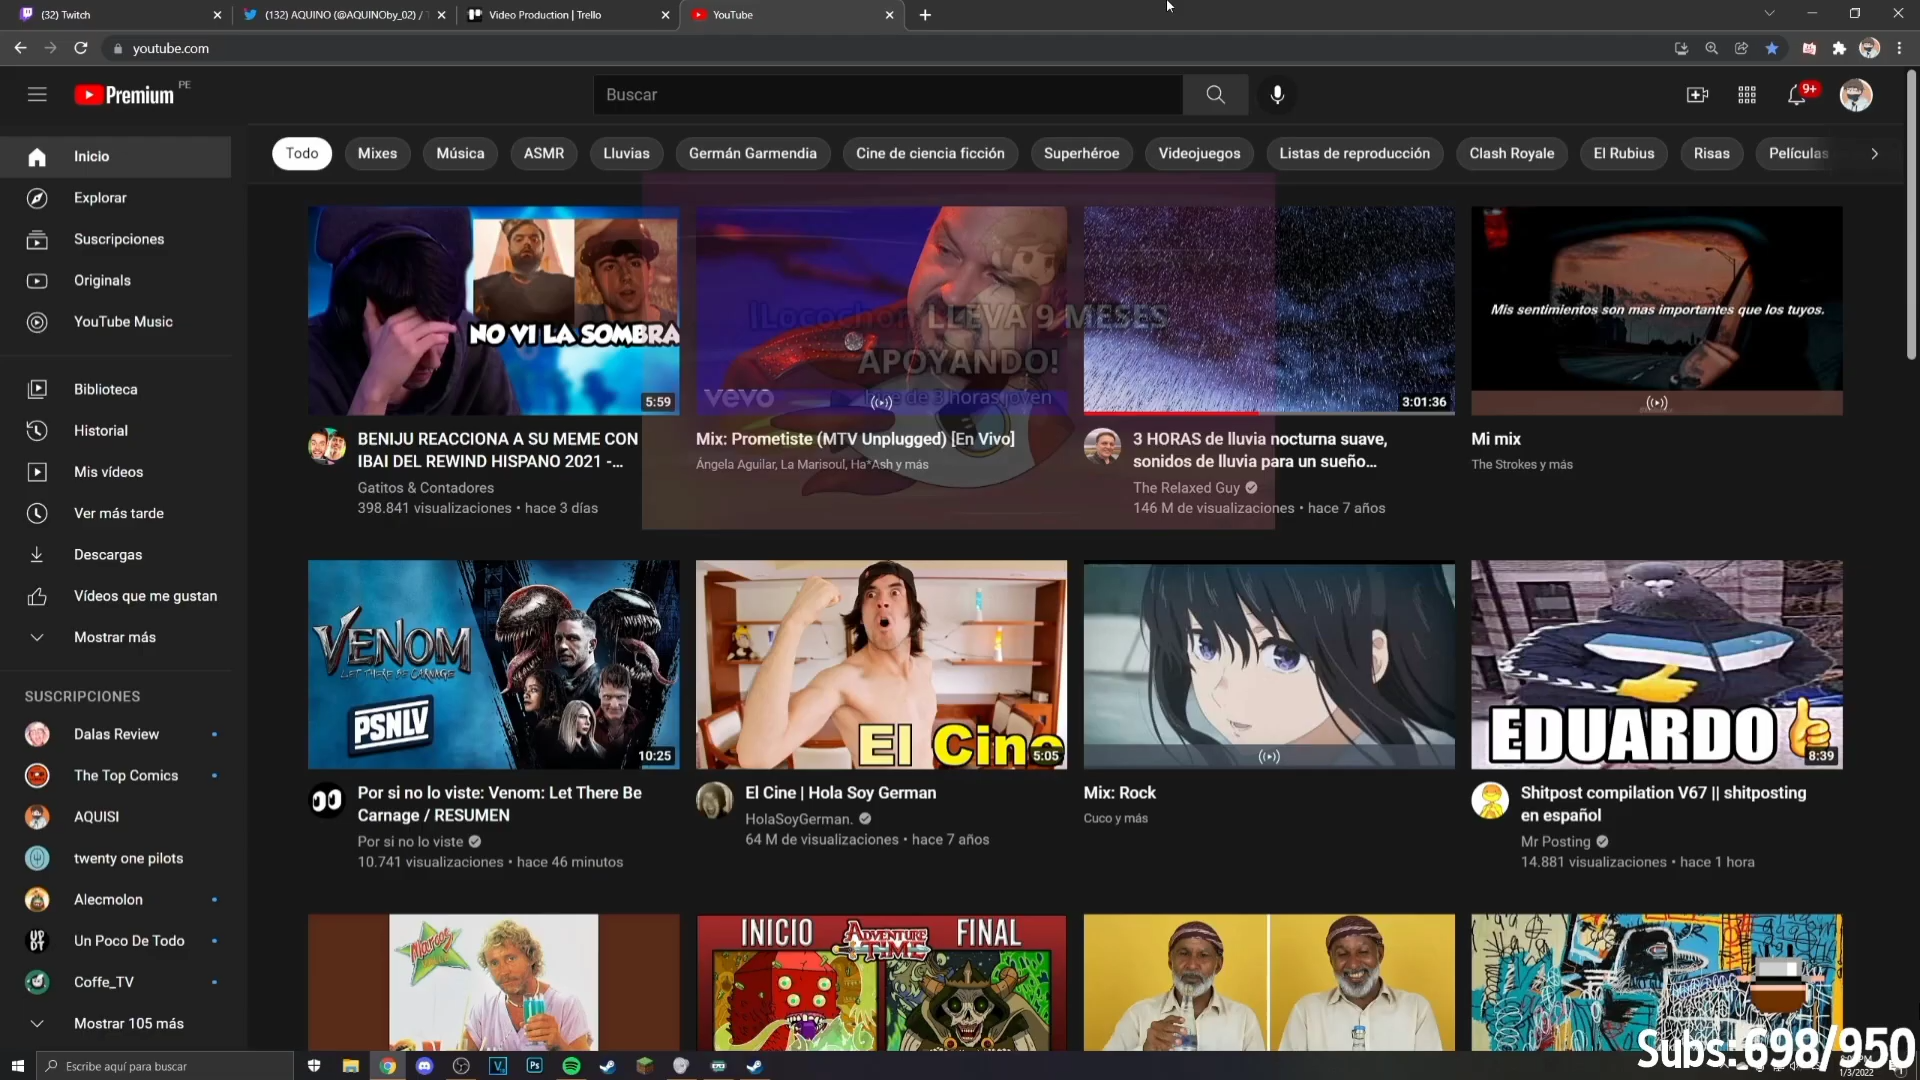 (32) Twitch
(132) AQUINO (@AQUINOby_02) / T
Video Production | Trello
YouTube
youtube.com
Premium PE
Buscar
9+
Todo
Mixes
Música
ASMR
Lluvias
Germán Garmendia
Cine de ciencia ficción
Superhéroe
Videojuegos
Listas de reproducción
Clash Royale
El Rubius
Risas
Películas
Inicio
Explorar
Suscripciones
Originals
YouTube Music
Biblioteca
Historial
Mis vídeos
Ver más tarde
Descargas
Vídeos que me gustan
Mostrar más
SUSCRIPCIONES
Dalas Review
The Top Comics
AQUISI
twenty one pilots
Alecmolon
Un Poco De Todo
Coffe_TV
Mostrar 105 más
NO VI LA SOMBRA
5:59
BENIJU REACCIONA A SU MEME CON
IBAI DEL REWIND HISPANO 2021 -...
Gatitos & Contadores
398.841 visualizaciones • hace 3 días
LLEVA 9 MESES
APOYANDO!
de 3 horas joven
vevo
Mix: Prometiste (MTV Unplugged) [En Vivo]
Ángela Aguilar, La Marisoul, Ha*Ash y más
3:01:36
3 HORAS de lluvia nocturna suave,
sonidos de lluvia para un sueño...
The Relaxed Guy
146 M de visualizaciones • hace 7 años
Mis sentimientos son mas importantes que los tuyos.
Mi mix
The Strokes y más
VENOM
LET THERE BE CARNAGE
PSNLV
10:25
Por si no lo viste: Venom: Let There Be
Carnage / RESUMEN
Por si no lo viste
10.741 visualizaciones • hace 46 minutos
El Cine
5:05
El Cine | Hola Soy German
HolaSoyGerman.
64 M de visualizaciones • hace 7 años
Mix: Rock
Cuco y más
EDUARDO
8:39
Shitpost compilation V67 || shitposting
en español
Mr Posting
14.881 visualizaciones • hace 1 hora
INICIO
ADVENTURE TIME
FINAL
Subs: 698/950
Escribe aquí para buscar
1/3/2022